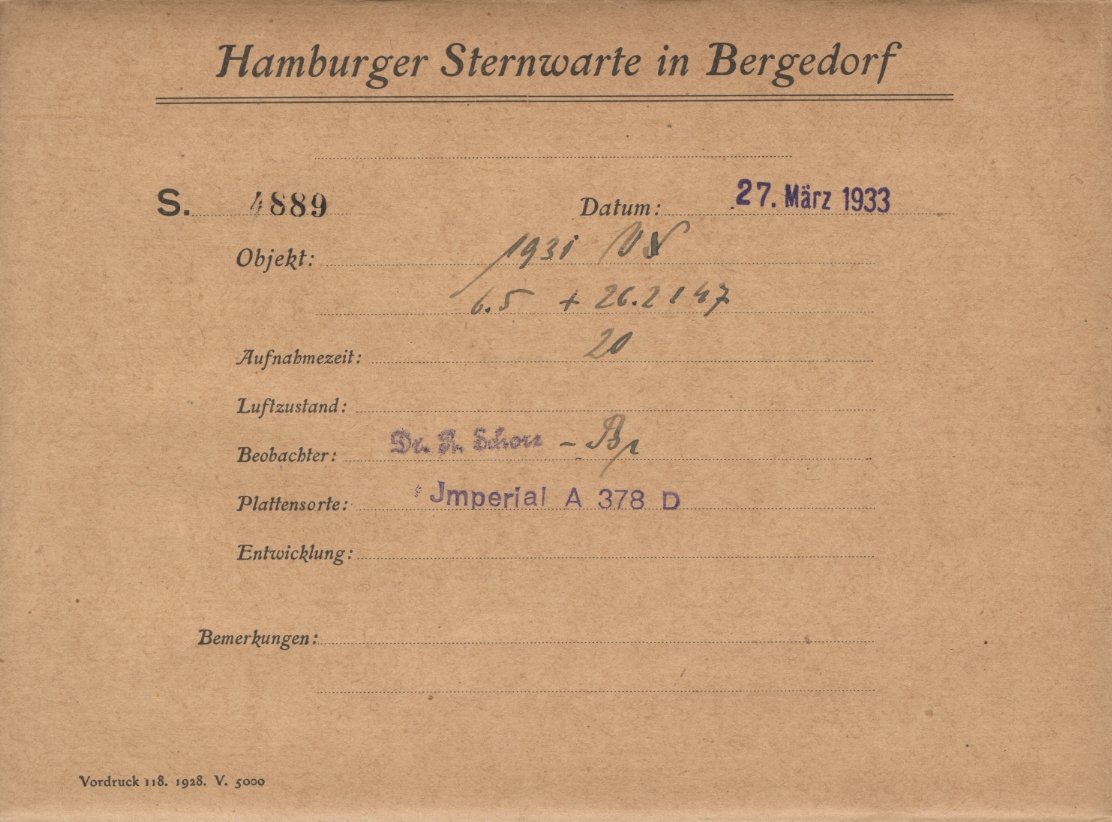 Hamburger Sternwarte in Bergedorf
S. 4889 Datum: 27. März 1933
Objekt: 1931
6.5 + 26.2 147
Aufnahmezeit: 20
Luftzustand:
Beobachter: Dr. - Br
Plattensorte: Jmperial A 378 D
Entwicklung:
Bemerkungen:
Vordruck 118. 1928. V. 5000